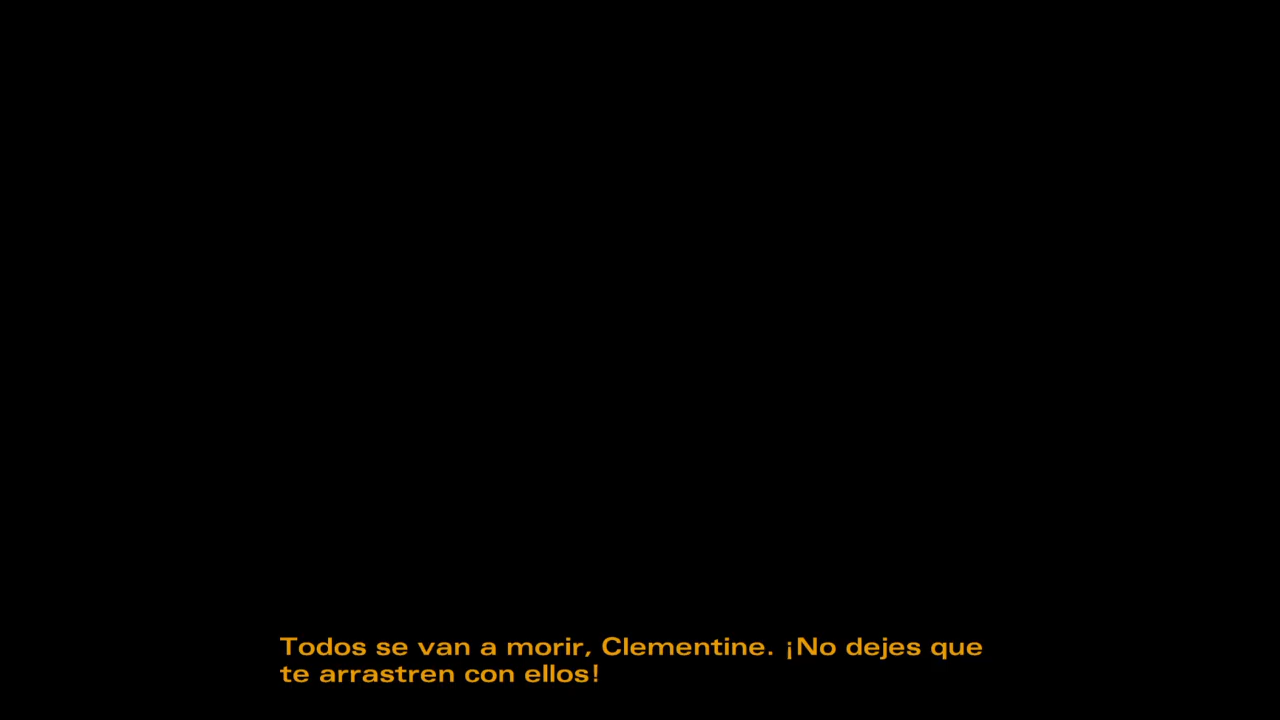 Todos se van a morir, Clementine. ¡No dejes que
te arrastren con ellos!